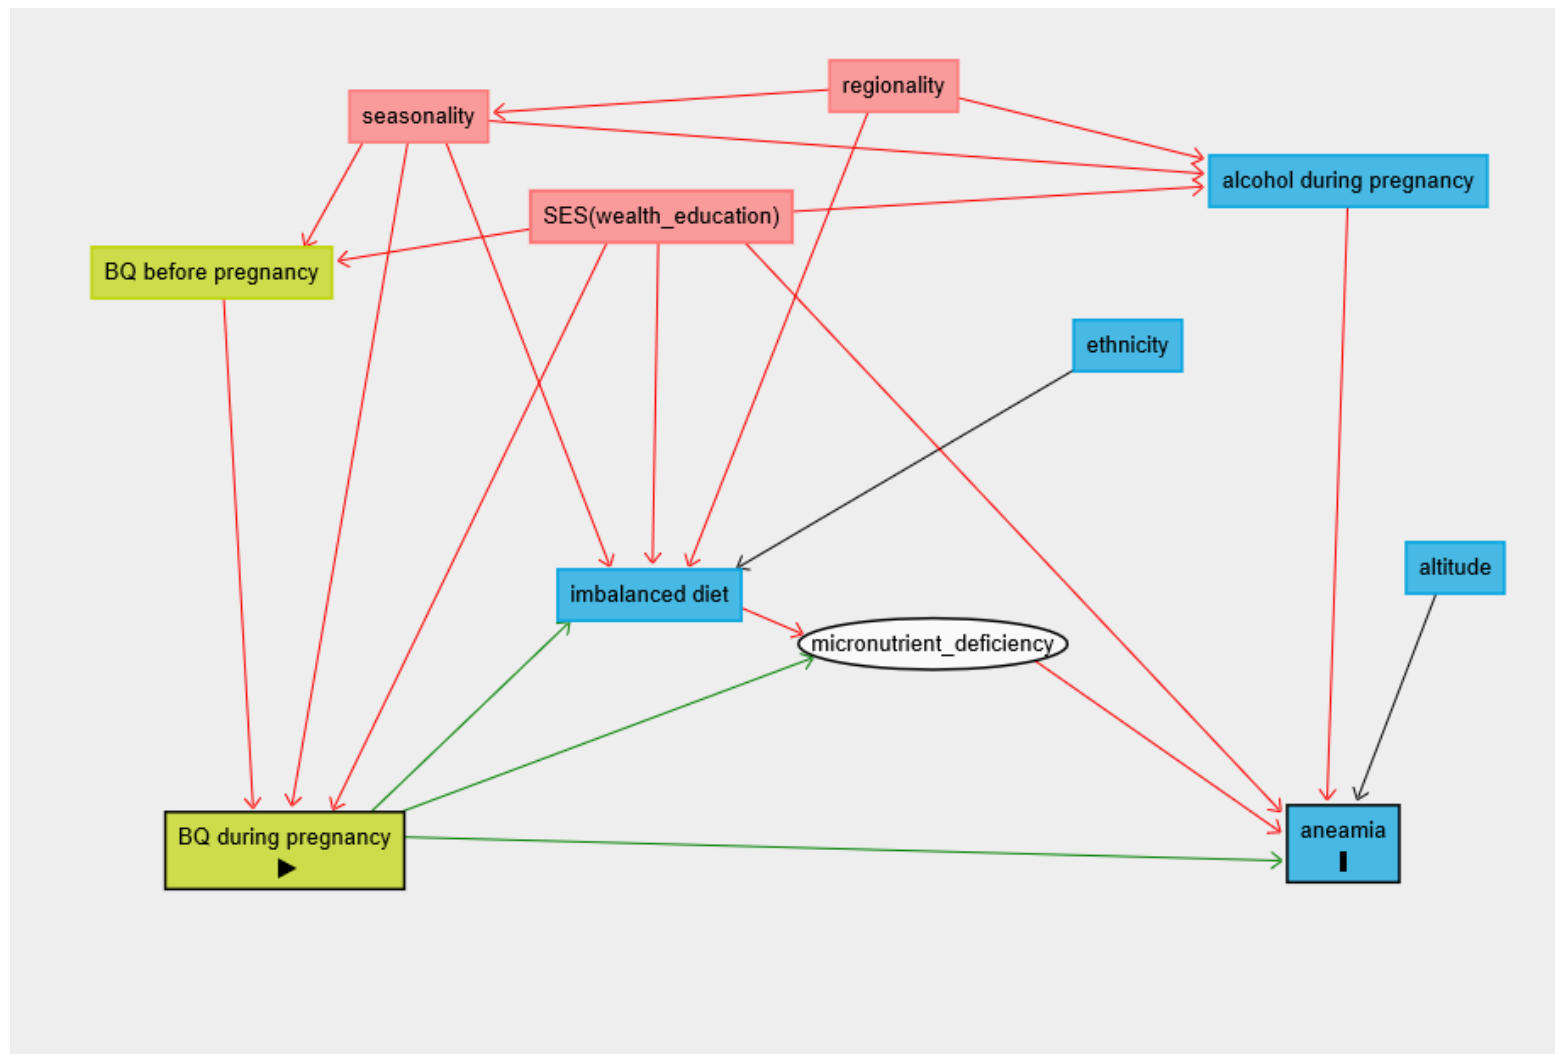 regionality
seasonality
alcohol during pregnancy
SES(wealth_education)
BQ before pregnancy
ethnicity
altitude
imbalanced diet
micronutrient_deficiency
BQ during pregnancy
aneamia